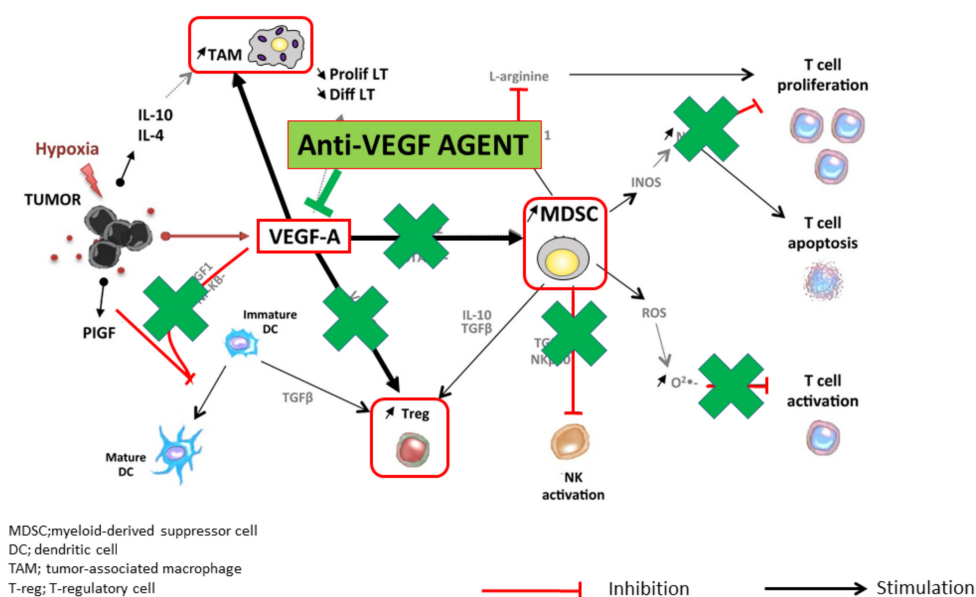 ↗TAM
↘ Prolif LT
↘ Diff LT
IL-10
IL-4
Hypoxia
TUMOR
Anti-VEGF AGENT
1
L-arginine
T cell
proliferation
INOS
↗MDSC
VEGF-A
T cell
apoptosis
PIGF
Immature
DC
TGFβ
IL-10
TGFβ
ROS
↗ O²•-
T cell
activation
↗ Treg
Mature
DC
NK
activation
MDSC;myeloid-derived suppressor cell
DC; dendritic cell
TAM; tumor-associated macrophage
T-reg; T-regulatory cell
Inhibition
Stimulation